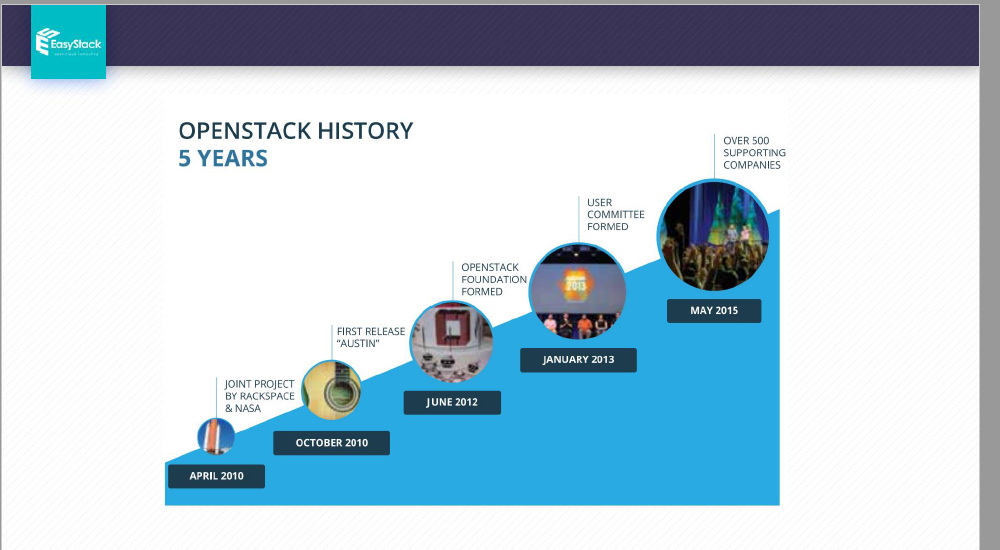 EasyStack
OPENSTACK HISTORY
5 YEARS
OVER 500
SUPPORTING
COMPANIES
USER
COMMITTEE
FORMED
OPENSTACK
FOUNDATION
FORMED
FIRST RELEASE
“AUSTIN”
JOINT PROJECT
BY RACKSPACE
& NASA
2013
MAY 2015
JANUARY 2013
JUNE 2012
OCTOBER 2010
APRIL 2010